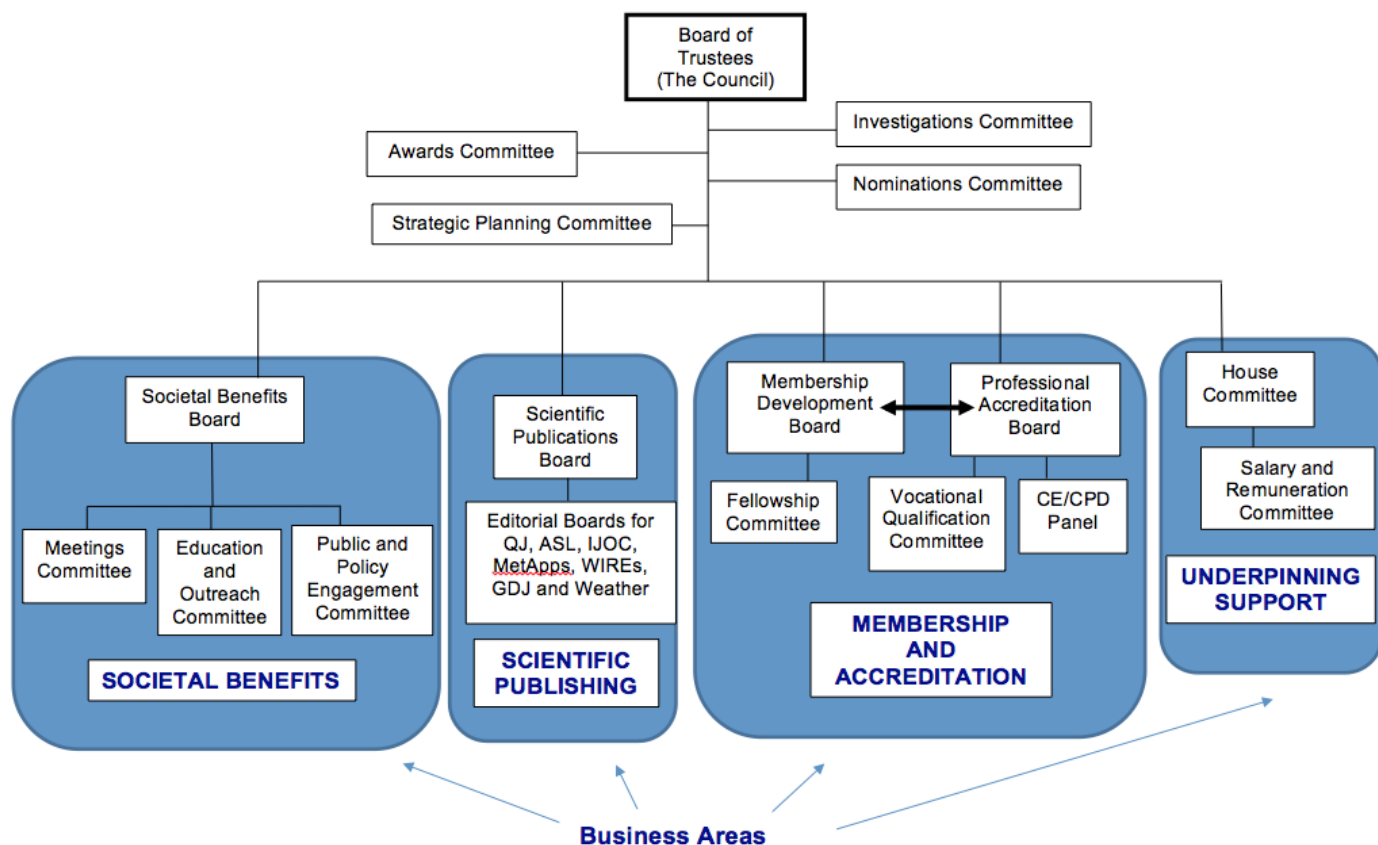 Board of
Trustees
(The Council)
Investigations Committee
Awards Committee
Nominations Committee
Strategic Planning Committee
Societal Benefits
Board
Meetings
Committee
Education
and
Outreach
Committee
Public and
Policy
Engagement
Committee
SOCIETAL BENEFITS
Scientific
Publications
Board
Editorial Boards for
QJ, ASL, IJOC,
MetApps, WIREs,
GDJ and Weather
SCIENTIFIC
PUBLISHING
Membership
Development
Board
Professional
Accreditation
Board
Fellowship
Committee
Vocational
Qualification
Committee
CE/CPD
Panel
MEMBERSHIP
AND
ACCREDITATION
House
Committee
Salary and
Remuneration
Committee
UNDERPINNING
SUPPORT
Business Areas